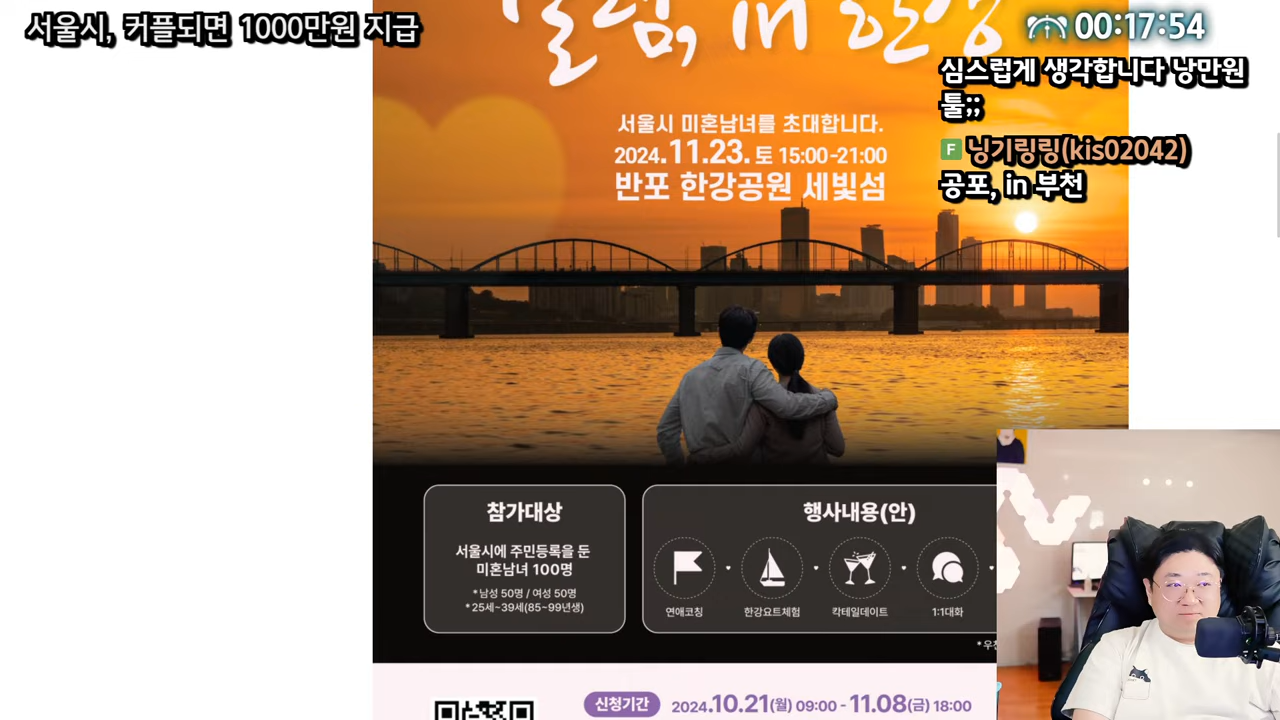 서울시, 커플되면 1000만원 지급
00:17:54
설렘, in 한강
심스럽게 생각합니다 낭만원
툴;;
F 닝기링링(kis02042)
공포, in 부천
서울시 미혼남녀를 초대합니다.
2024.11.23.토 15:00-21:00
반포 한강공원 세빛섬
참가대상
서울시에 주민등록을 둔
미혼남녀 100명
*남성 50명 / 여성 50명
*25세~39세(85~99년생)
행사내용(안)
연애코칭
한강요트체험
칵테일데이트
1:1대화
신청기간 2024.10.21(월) 09:00 - 11.08(금) 18:00